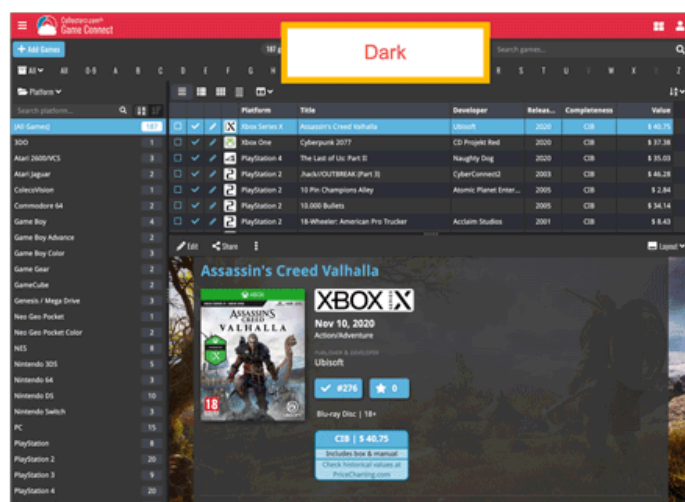 Collectorz.com*
Game Connect
Add Games
187 g
Dark
Search games...
All All 0-9 A B C D E F G H R S T U V W X Y Z
Platform
Search platform...
Platform Title Developer Releas... Completeness Value
[All Games] 187
Xbox Series X Assassin's Creed Valhalla Ubisoft 2020 CIB $ 40.75
3DO 1
Xbox One Cyberpunk 2077 CD Projekt Red 2020 CIB $ 37.38
Atari 2600/VCS 3
PlayStation 4 The Last of Us: Part II Naughty Dog 2020 CIB $ 35.03
Atari Jaguar 2
PlayStation 2 .hack//OUTBREAK (Part 3) CyberConnect2 2003 CIB $ 46.28
ColecoVision 1
PlayStation 2 10 Pin Champions Alley Atomic Planet Enter... 2005 CIB $ 2.84
Commodore 64 2
PlayStation 2 10,000 Bullets 2005 CIB $ 34.14
Game Boy 4
PlayStation 2 18-Wheeler: American Pro Trucker Acclaim Studios 2001 CIB $ 8.43
Game Boy Advance 2
Game Boy Color 3
Game Gear 2
GameCube 2
Genesis / Mega Drive 3
Neo Geo Pocket 1
Neo Geo Pocket Color 2
NES 8
Nintendo 3DS 5
Nintendo 64 3
Nintendo DS 10
Nintendo Switch 3
PC 15
PlayStation 8
PlayStation 2 20
PlayStation 3 9
PlayStation 4 20
Edit Share Layout
Assassin's Creed Valhalla
XBOX
ASSASSIN'S
CREED
VALHALLA
18
XBOX SERIES X
Nov 10, 2020
Action/Adventure
PUBLISHER & DEVELOPER
Ubisoft
#276 0
Blu-ray Disc | 18+
CIB | $ 40.75
Includes box & manual
Check historical values at
PriceCharting.com